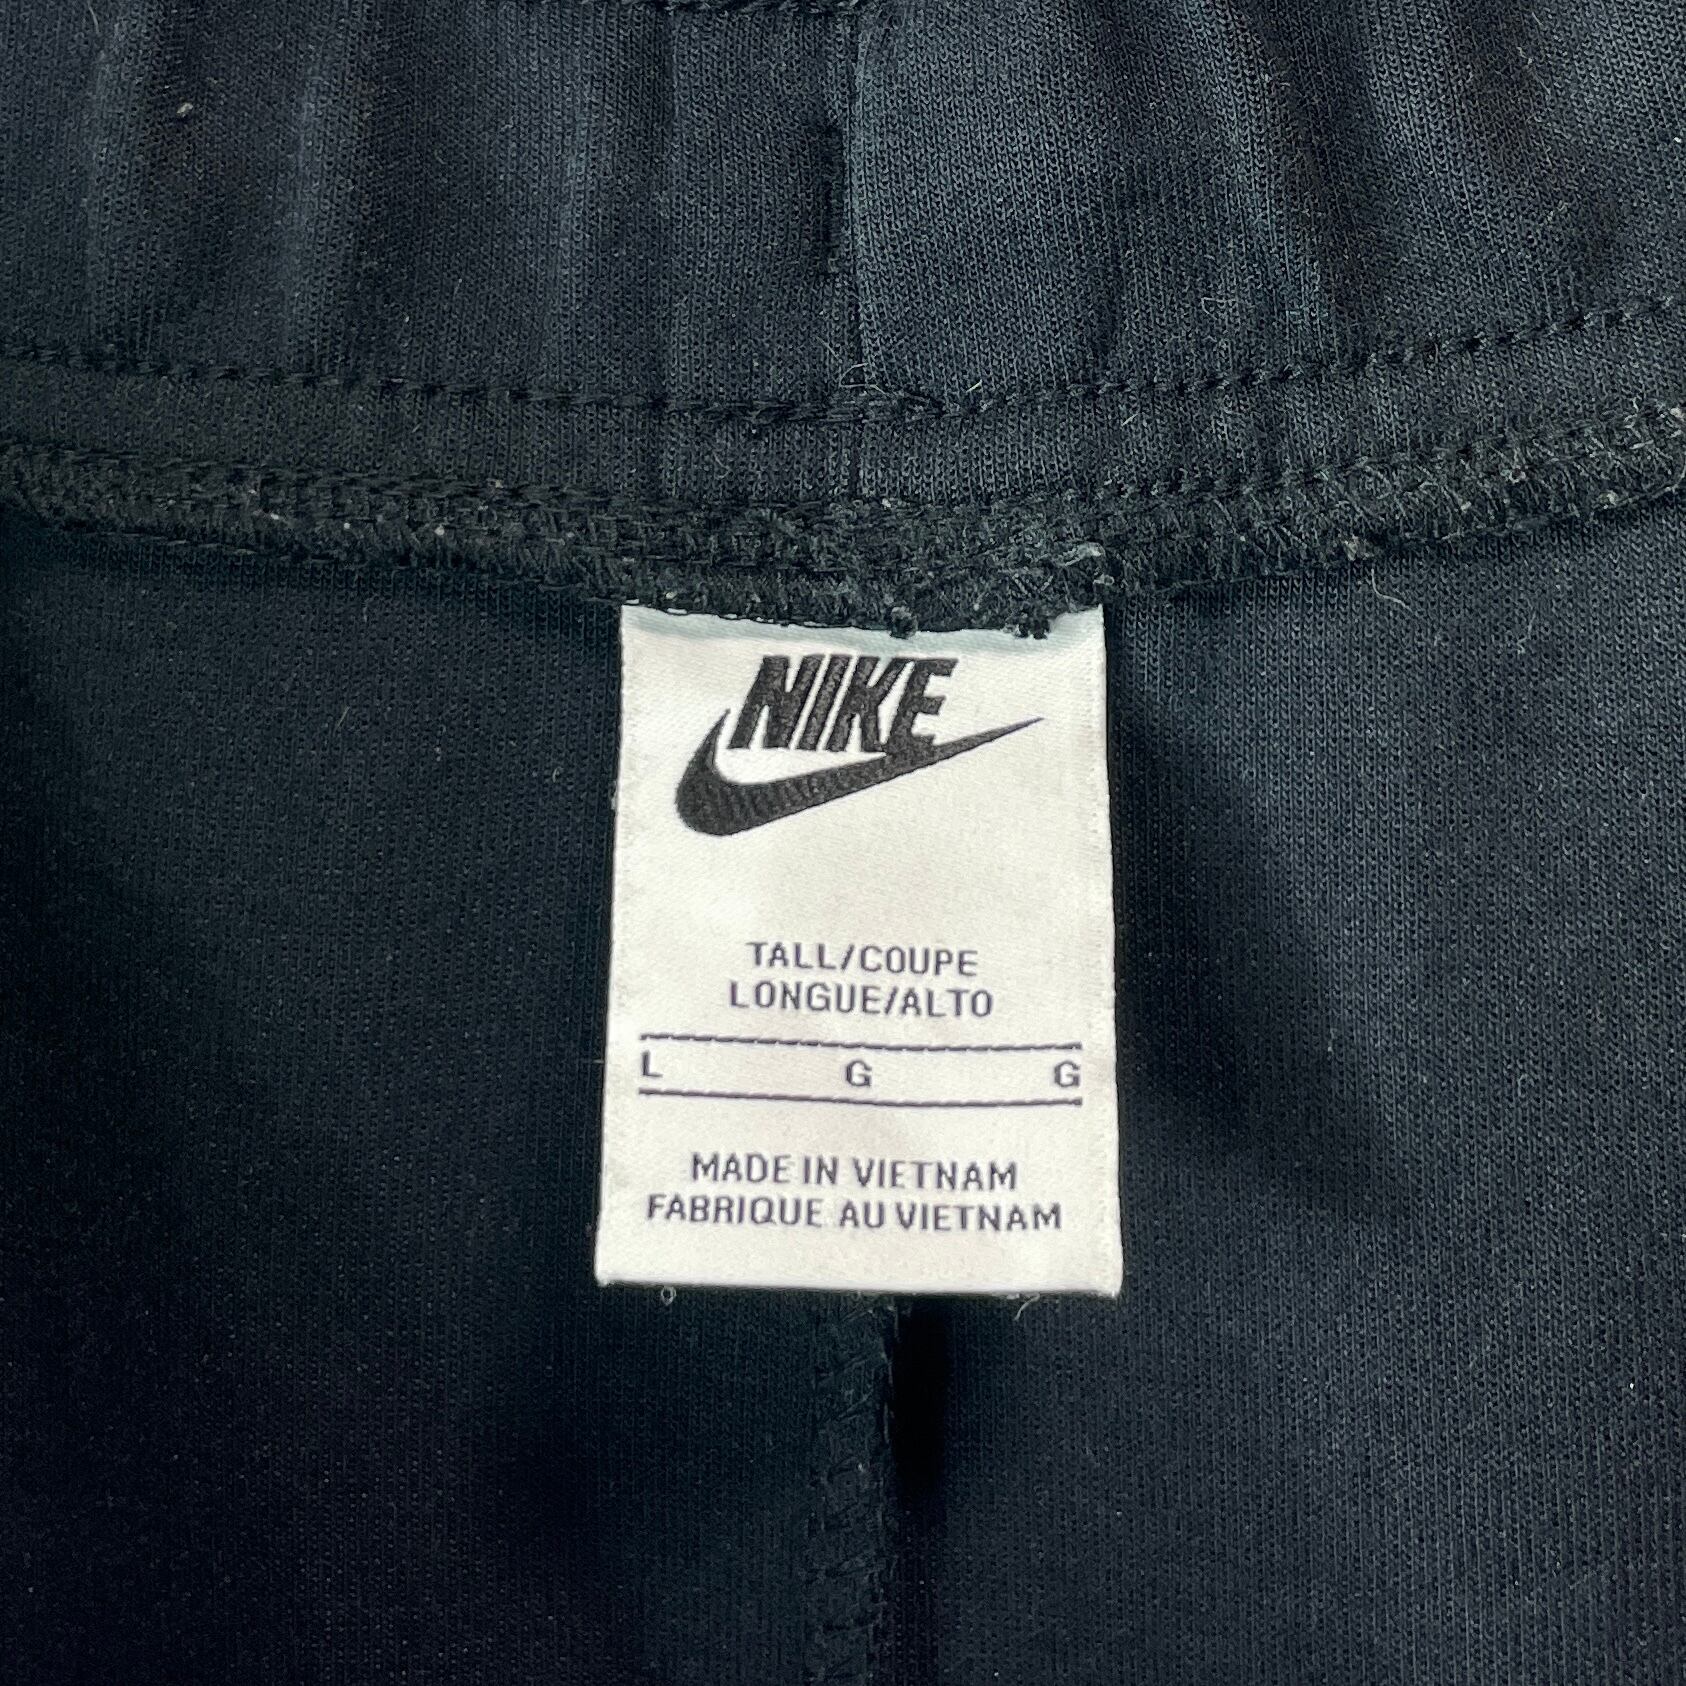 NIKE
TALL/COUPE
LONGUE/ALTO
L G G
MADE IN VIETNAM
FABRIQUE AU VIETNAM